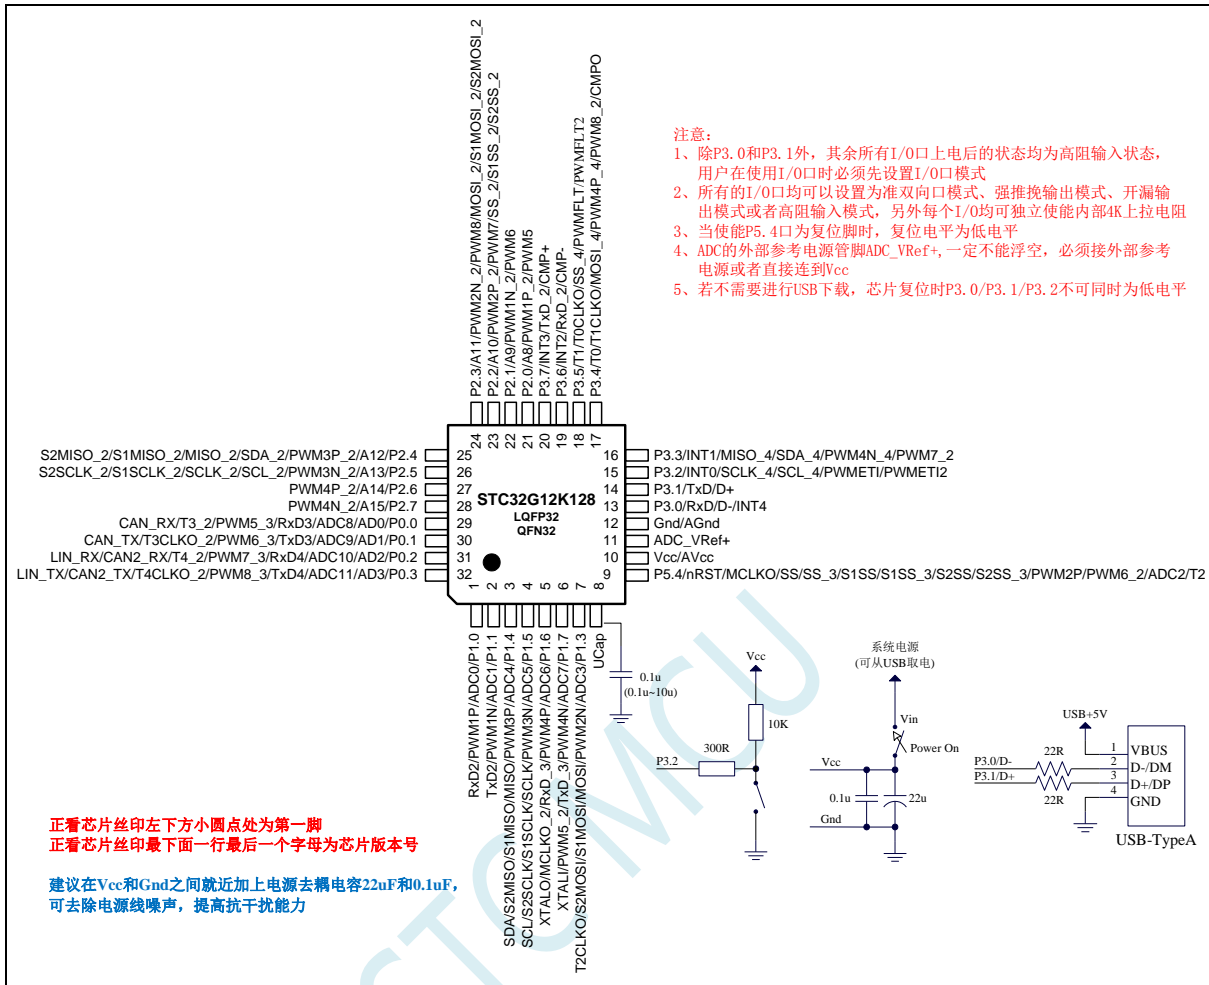 P2.3/A11/PWM2N_2/PWM8/MOSI_2/S1MOSI_2/S2MOSI_2
P2.2/A10/PWM2P_2/PWM7/SS_2/S1SS_2/S2SS_2
P2.1/A9/PWM1N_2/PWM6
P2.0/A8/PWM1P_2/PWM5
P3.7/INT3/TxD_2/CMP+
P3.6/INT2/RxD_2/CMP-
P3.5/T1/T0CLKO/SS_4/PWMFLT/PWMFLT2
P3.4/T0/T1CLKO/MOSI_4/PWM4P_4/PWM8_2/CMPO
注意：
1、除P3.0和P3.1外，其余所有I/O口上电后的状态均为高阻输入状态，
用户在使用I/O口时必须先设置I/O口模式
2、所有的I/O口均可以设置为准双向口模式、强推挽输出模式、开漏输
出模式或者高阻输入模式，另外每个I/O均可独立使能内部4K上拉电阻
3、当使能P5.4口为复位脚时，复位电平为低电平
4、ADC的外部参考电源管脚ADC_VRef+,一定不能浮空，必须接外部参考
电源或者直接连到Vcc
5、若不需要进行USB下载，芯片复位时P3.0/P3.1/P3.2不可同时为低电平
24 23 22 21 20 19 18 17
S2MISO_2/S1MISO_2/MISO_2/SDA_2/PWM3P_2/A12/P2.4 25
S2SCLK_2/S1SCLK_2/SCLK_2/SCL_2/PWM3N_2/A13/P2.5 26
PWM4P_2/A14/P2.6 27
PWM4N_2/A15/P2.7 28
CAN_RX/T3_2/PWM5_3/RxD3/ADC8/AD0/P0.0 29
CAN_TX/T3CLKO_2/PWM6_3/TxD3/ADC9/AD1/P0.1 30
LIN_RX/CAN2_RX/T4_2/PWM7_3/RxD4/ADC10/AD2/P0.2 31
LIN_TX/CAN2_TX/T4CLKO_2/PWM8_3/TxD4/ADC11/AD3/P0.3 32
STC32G12K128
LQFP32
QFN32
16 P3.3/INT1/MISO_4/SDA_4/PWM4N_4/PWM7_2
15 P3.2/INT0/SCLK_4/SCL_4/PWMETI/PWMETI2
14 P3.1/TxD/D+
13 P3.0/RxD/D-/INT4
12 Gnd/AGnd
11 ADC_VRef+
10 Vcc/AVcc
9 P5.4/nRST/MCLKO/SS/SS_3/S1SS/S1SS_3/S2SS/S2SS_3/PWM2P/PWM6_2/ADC2/T2
1 2 3 4 5 6 7 8
RxD2/PWM1P/ADC0/P1.0
TxD2/PWM1N/ADC1/P1.1
SDA/S2MISO/S1MISO/MISO/PWM3P/ADC4/P1.4
SCL/S2SCLK/S1SCLK/SCLK/PWM3N/ADC5/P1.5
XTALO/MCLKO_2/RxD_3/PWM4P/ADC6/P1.6
XTALI/PWM5_2/TxD_3/PWM4N/ADC7/P1.7
T2CLKO/S2MOSI/S1MOSI/MOSI/PWM2N/ADC3/P1.3
UCap
0.1u
(0.1u~10u)
Vcc
10K
300R
P3.2
系统电源
(可从USB取电)
Vin
Power On
Vcc
0.1u
22u
Gnd
USB+5V
P3.0/D-
P3.1/D+
22R
22R
1 VBUS
2 D-/DM
3 D+/DP
4 GND
USB-TypeA
正看芯片丝印左下方小圆点处为第一脚
正看芯片丝印最下面一行最后一个字母为芯片版本号
建议在Vcc和Gnd之间就近加上电源去耦电容22uF和0.1uF，
可去除电源线噪声，提高抗干扰能力
STCMCU